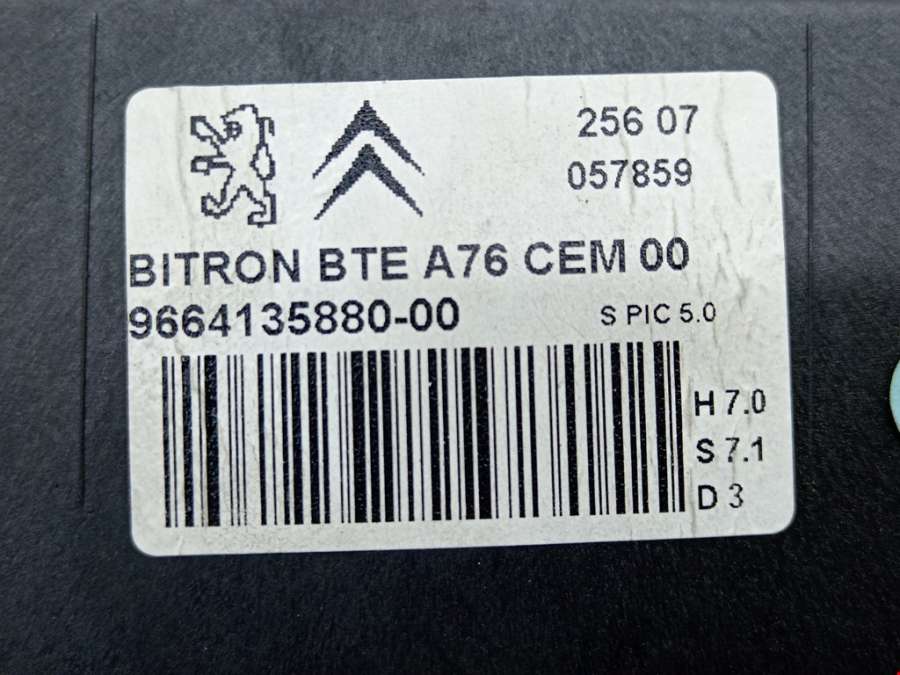 256 07
057859
BITRON BTE A76 CEM 00
9664135880-00
S PIC 5.0
H 7.0
S 7.1
D 3